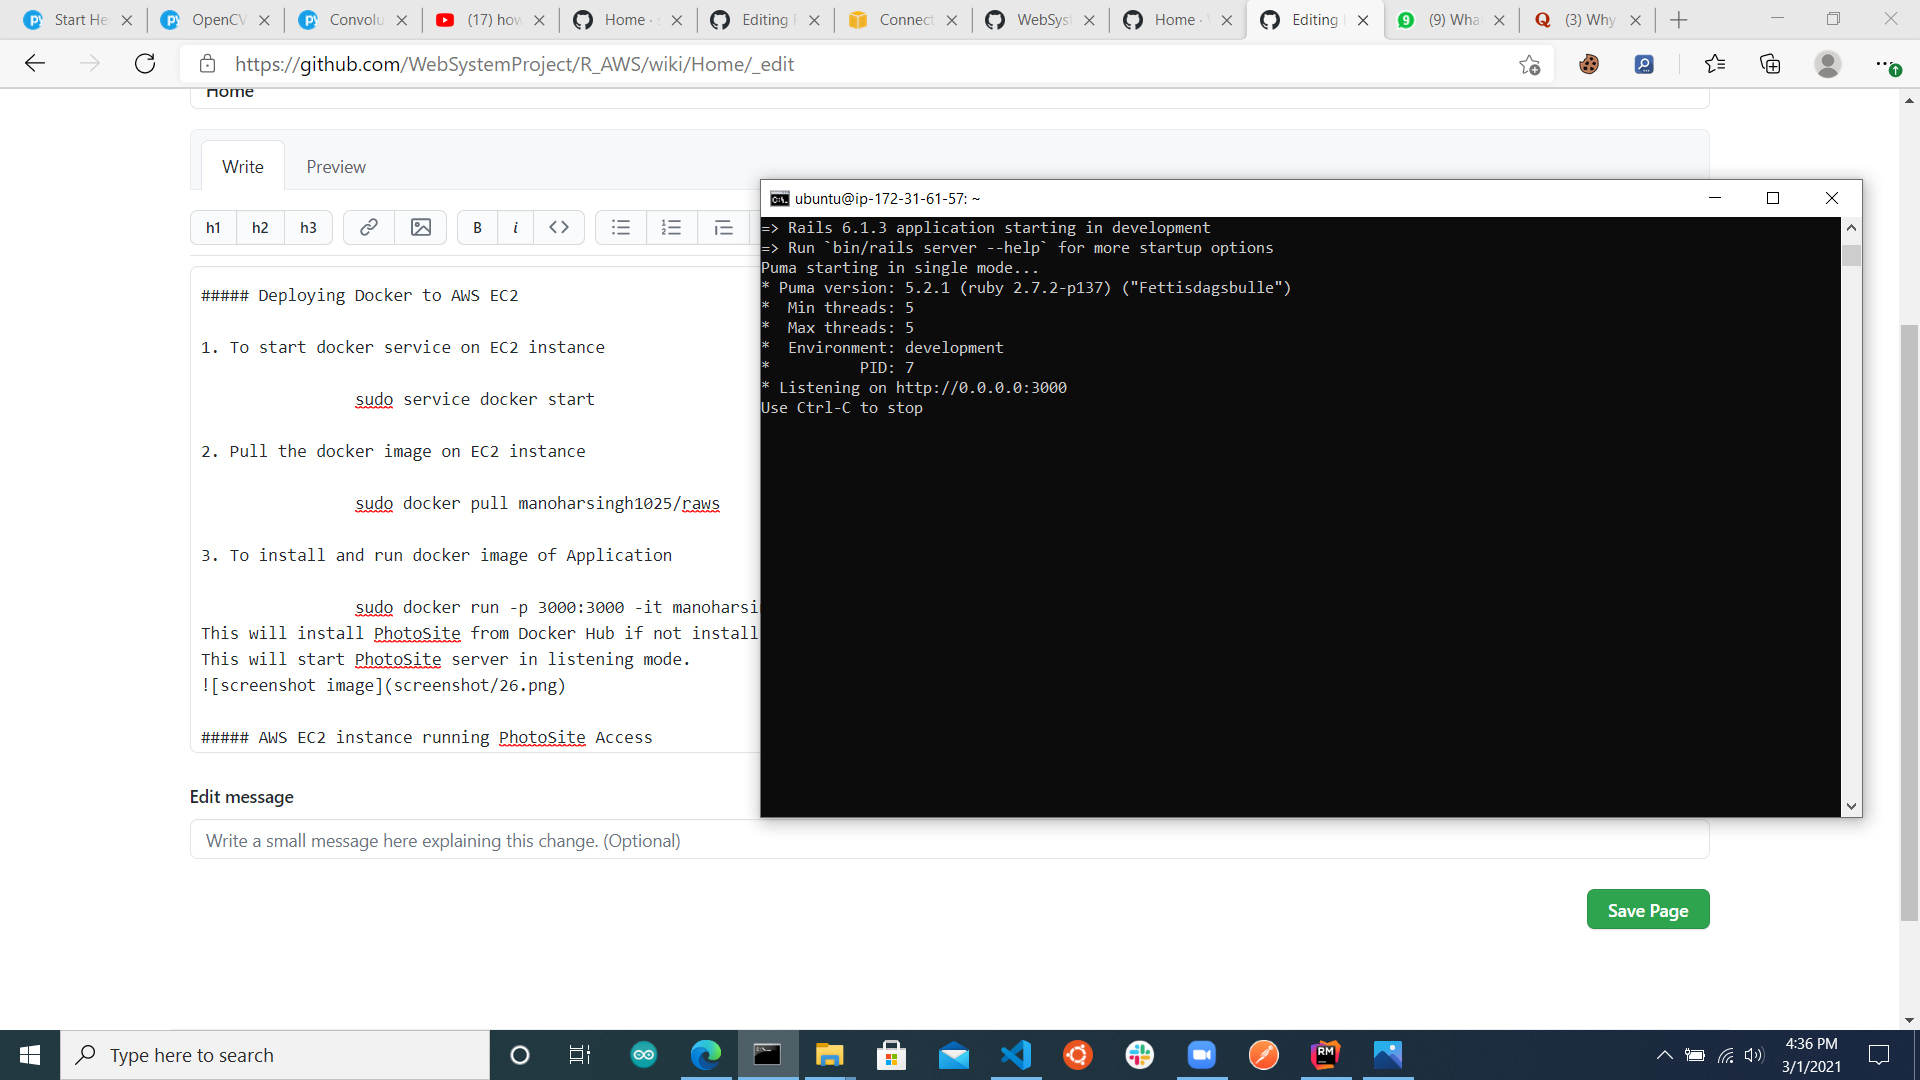 Start He
OpenCV
Convolu
(17) how
Home · s
Editing
Connect
WebSyst
Home ·
Editing
(9) What
(3) Why
https://github.com/WebSystemProject/R_AWS/wiki/Home/_edit
Home
Write
Preview
h1 h2 h3 B i
##### Deploying Docker to AWS EC2
1. To start docker service on EC2 instance
sudo service docker start
2. Pull the docker image on EC2 instance
sudo docker pull manoharsingh1025/raws
3. To install and run docker image of Application
sudo docker run -p 3000:3000 -it manoharsi
This will install PhotoSite from Docker Hub if not install
This will start PhotoSite server in listening mode.
![screenshot image](screenshot/26.png)
##### AWS EC2 instance running PhotoSite Access
ubuntu@ip-172-31-61-57: ~
=> Rails 6.1.3 application starting in development
=> Run `bin/rails server --help` for more startup options
Puma starting in single mode...
* Puma version: 5.2.1 (ruby 2.7.2-p137) ("Fettisdagsbulle")
* Min threads: 5
* Max threads: 5
* Environment: development
* PID: 7
* Listening on http://0.0.0.0:3000
Use Ctrl-C to stop
Edit message
Write a small message here explaining this change. (Optional)
Save Page
Type here to search
RM
4:36 PM
3/1/2021